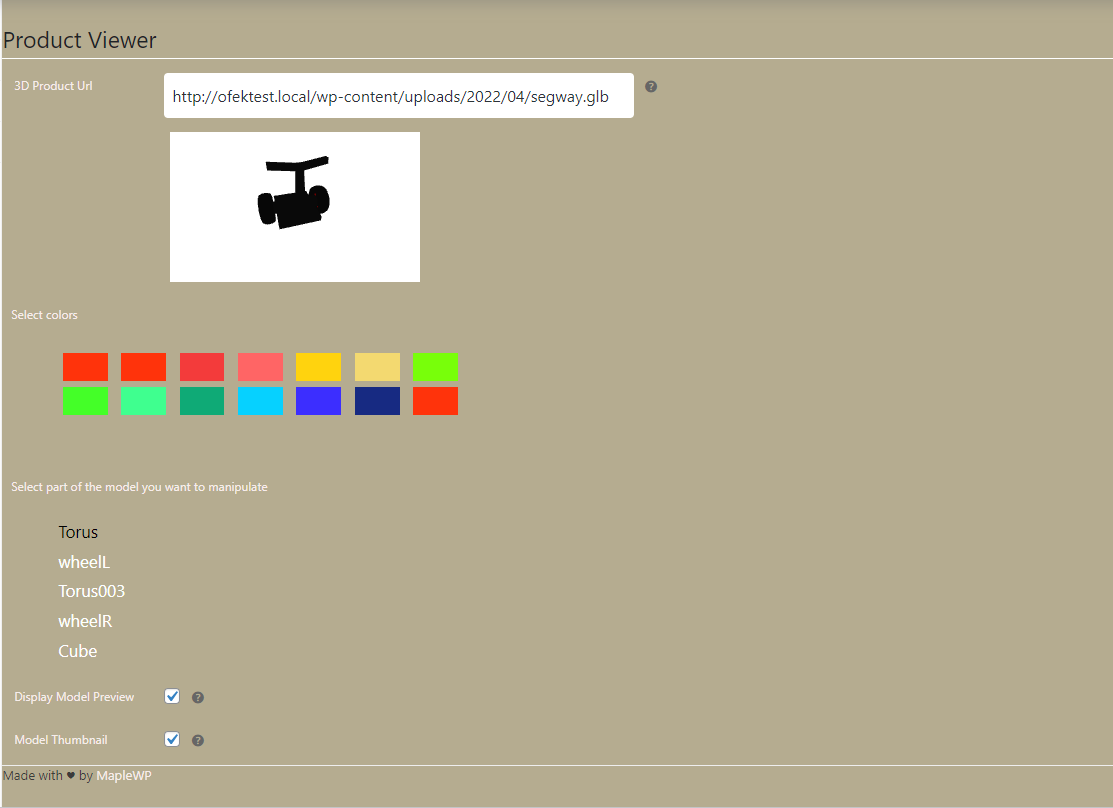 Product Viewer
3D Product Url
http://ofektest.local/wp-content/uploads/2022/04/segway.glb
?
Select colors
Select part of the model you want to manipulate
Torus
wheelL
Torus003
wheelR
Cube
Display Model Preview ?
Model Thumbnail ?
Made with ♥ by MapleWP